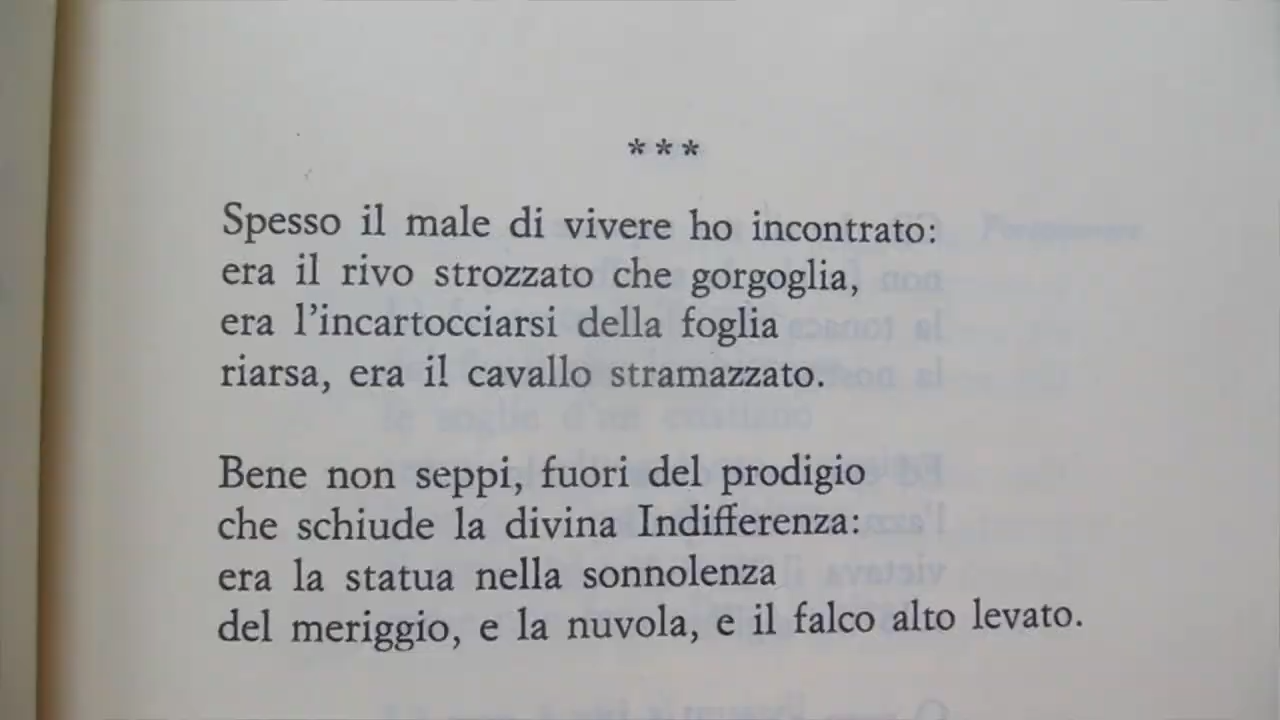 ***
Spesso il male di vivere ho incontrato:
era il rivo strozzato che gorgoglia,
era l'incartocciarsi della foglia
riarsa, era il cavallo stramazzato.
Bene non seppi, fuori del prodigio
che schiude la divina Indifferenza:
era la statua nella sonnolenza
del meriggio, e la nuvola, e il falco alto levato.